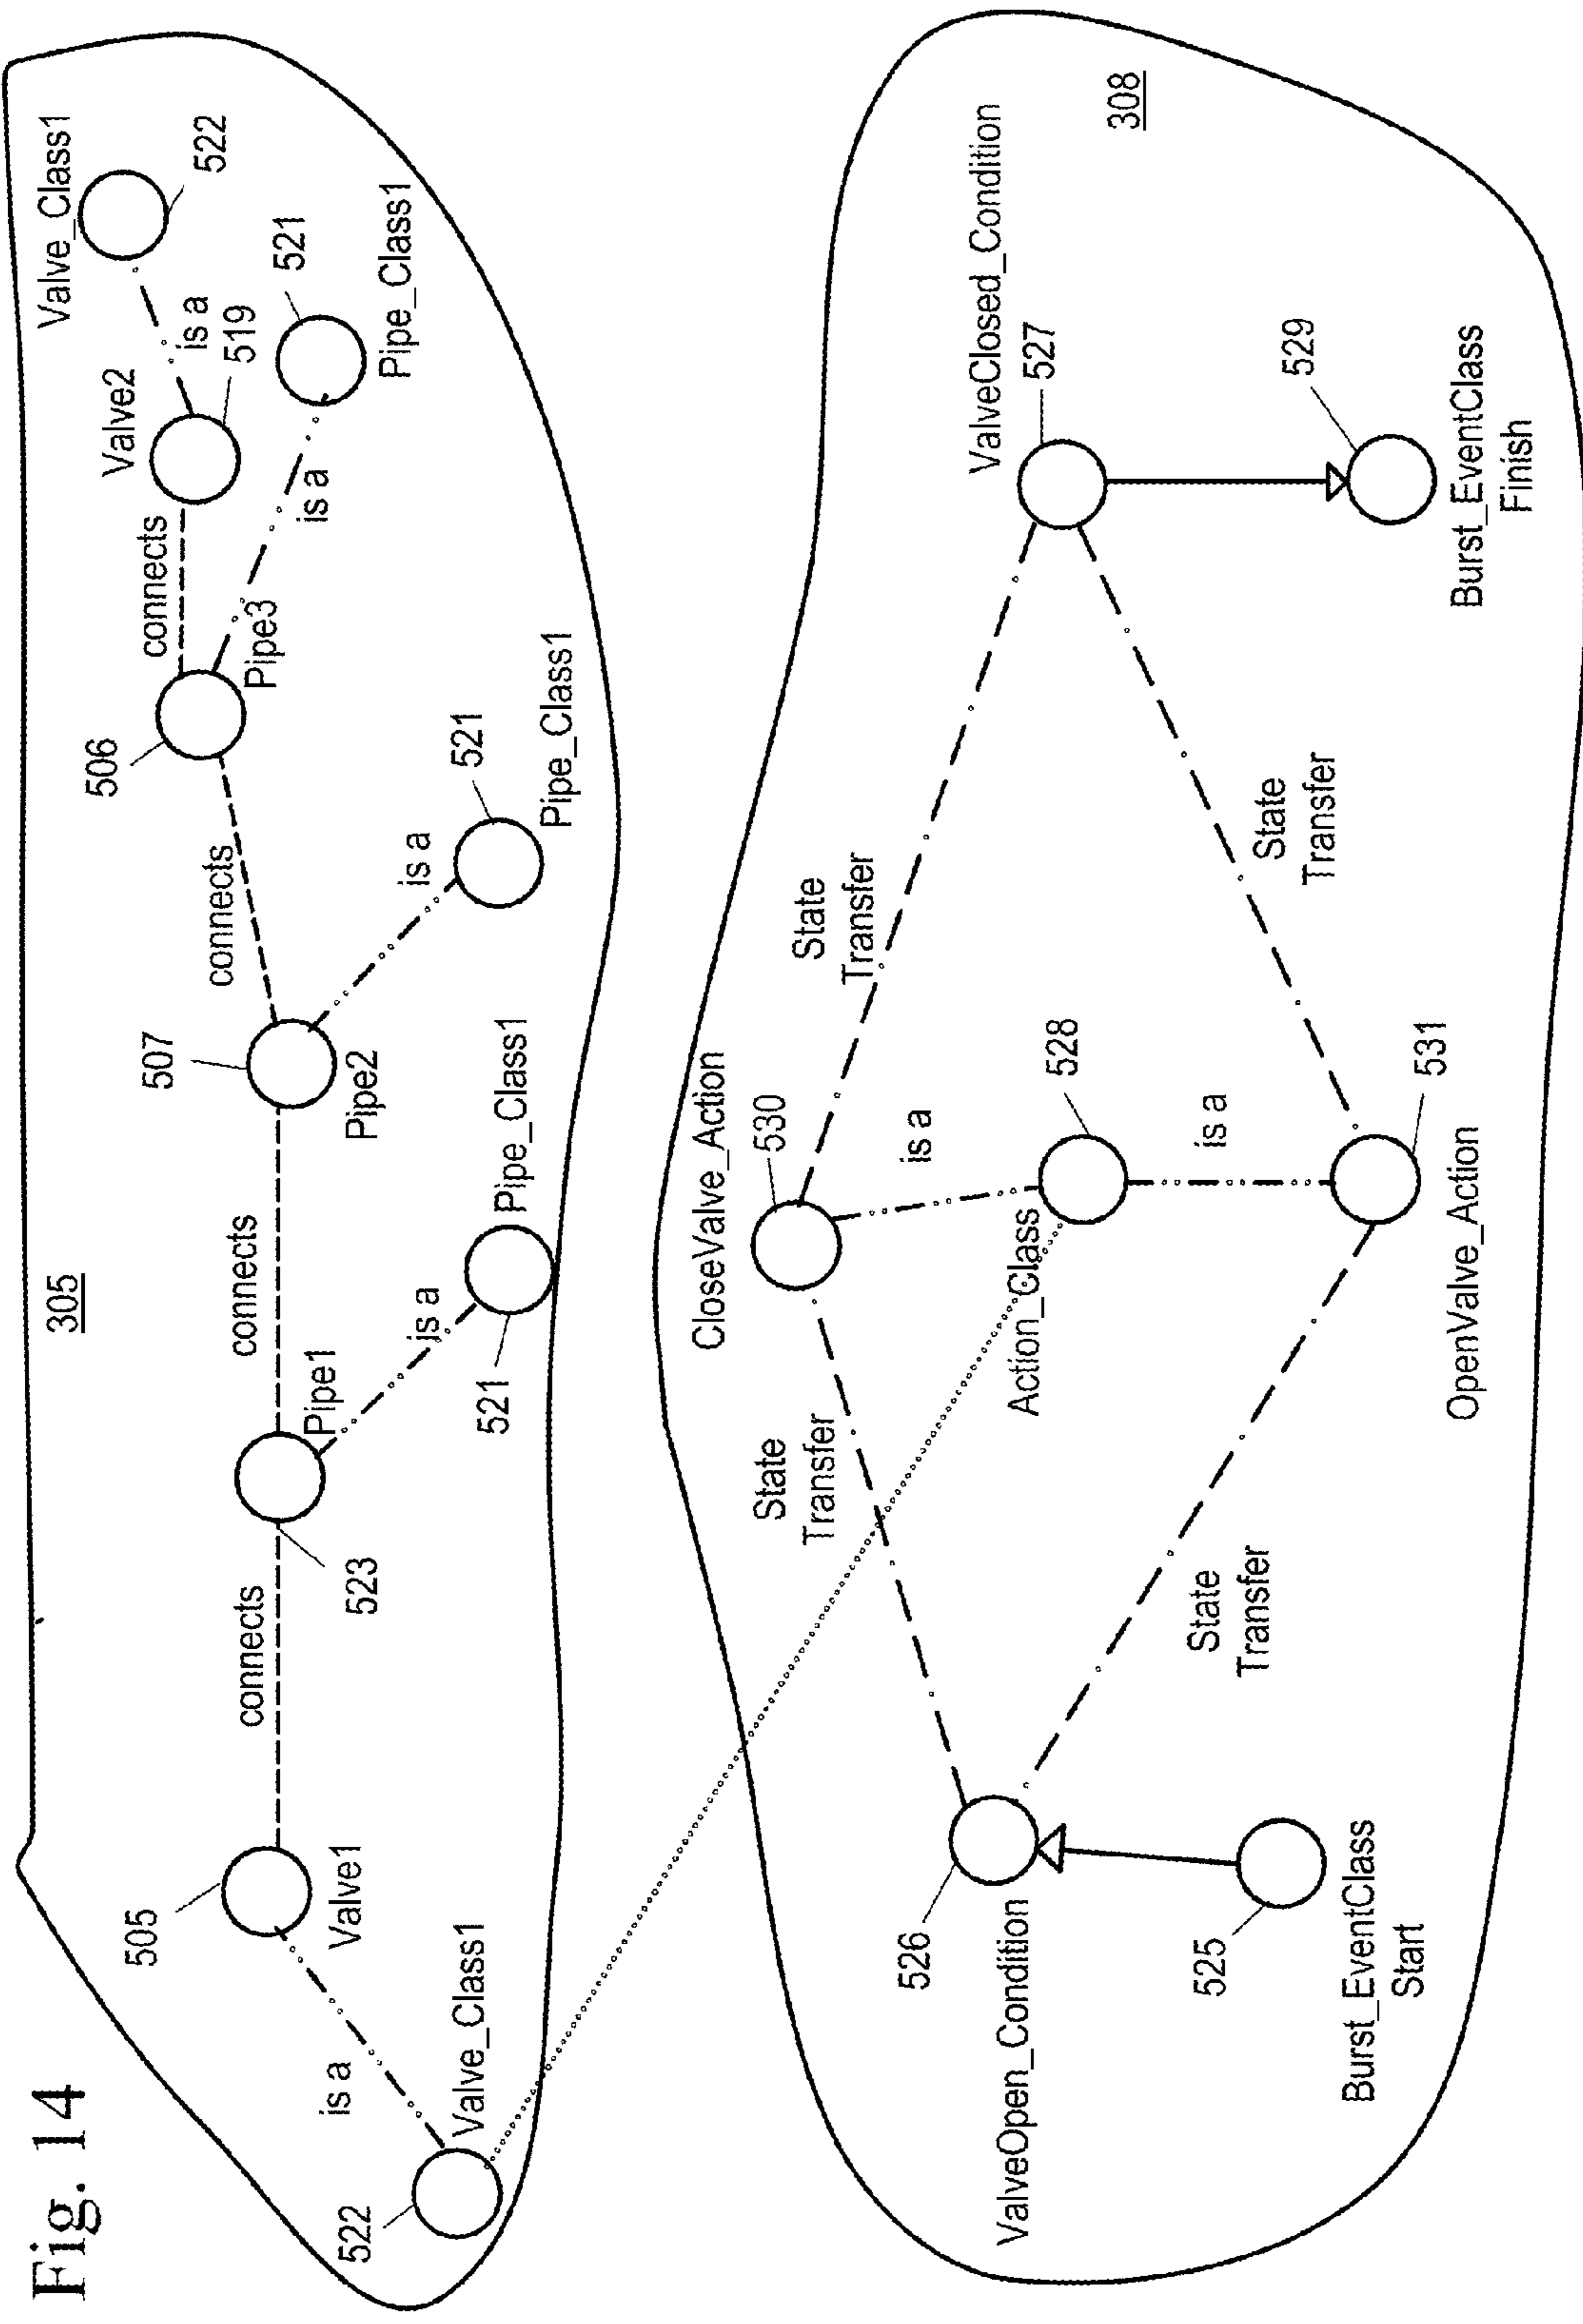 Fig. 14
305
522
Valve_Class1
is a
505
Valve1
connects
523
Pipe1
is a
521
Pipe_Class1
connects
507
Pipe2
is a
521
Pipe_Class1
connects
506
Pipe3
is a
521
Pipe_Class1
connects
Valve2
519
is a
Valve_Class1
522
308
ValveOpen_Condition
526
525
Burst_EventClass
Start
State
Transfer
State
Transfer
CloseValve_Action
530
is a
Action_Class
528
is a
OpenValve_Action
531
State
Transfer
State
Transfer
ValveClosed_Condition
527
529
Burst_EventClass
Finish